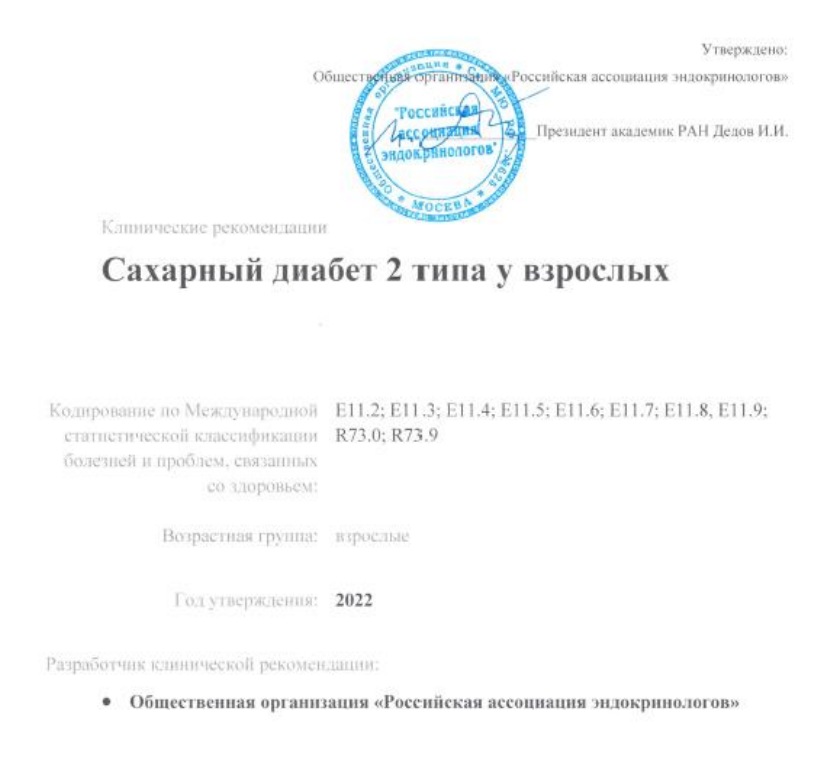 Утверждено:
Общественная организация «Российская ассоциация эндокринологов»
"Российская
ассоциация
эндокринологов"
МОСКВА
Президент академик РАН Дедов И.И.
Клинические рекомендации
Сахарный диабет 2 типа у взрослых
Кодирование по Международной
статистической классификации
болезней и проблем, связанных
со здоровьем:
E11.2; E11.3; E11.4; E11.5; E11.6; E11.7; E11.8, E11.9;
R73.0; R73.9
Возрастная группа: взрослые
Год утверждения: 2022
Разработчик клинической рекомендации:
• Общественная организация «Российская ассоциация эндокринологов»